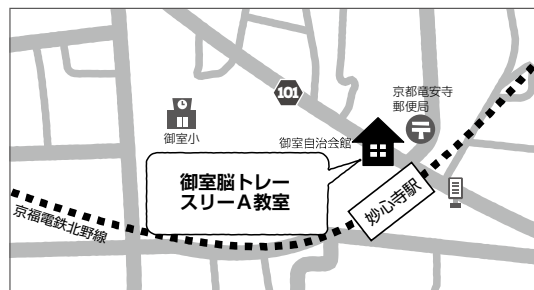 101
京都竜安寺
郵便局
御室小
御室自治会館
御室脳トレー
スリーA教室
妙心寺駅
京福電鉄北野線